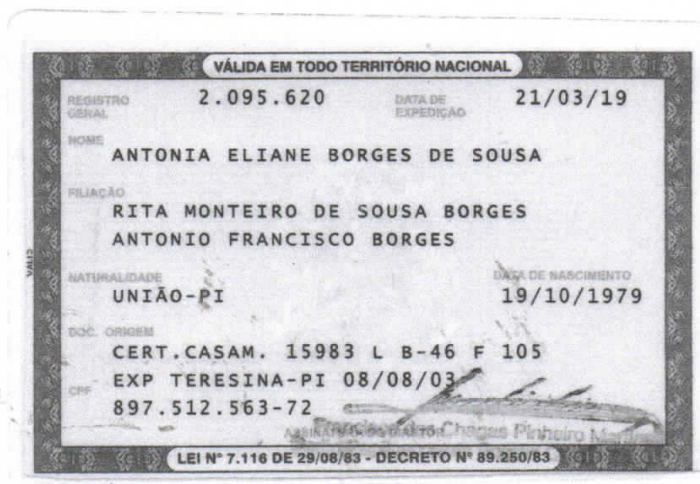 VÁLIDA EM TODO TERRITÓRIO NACIONAL
REGISTRO GERAL 2.095.620 DATA DE EXPEDIÇÃO 21/03/19
NOME
ANTONIA ELIANE BORGES DE SOUSA
FILIAÇÃO
RITA MONTEIRO DE SOUSA BORGES
ANTONIO FRANCISCO BORGES
NATURALIDADE DATA DE NASCIMENTO
UNIÃO-PI 19/10/1979
DOC. ORIGEM
CERT.CASAM. 15983 L B-46 F 105
EXP TERESINA-PI 08/08/03
CPF
897.512.563-72
Chagas Pinheiro
LEI Nº 7.116 DE 29/08/83 - DECRETO Nº 89.250/83